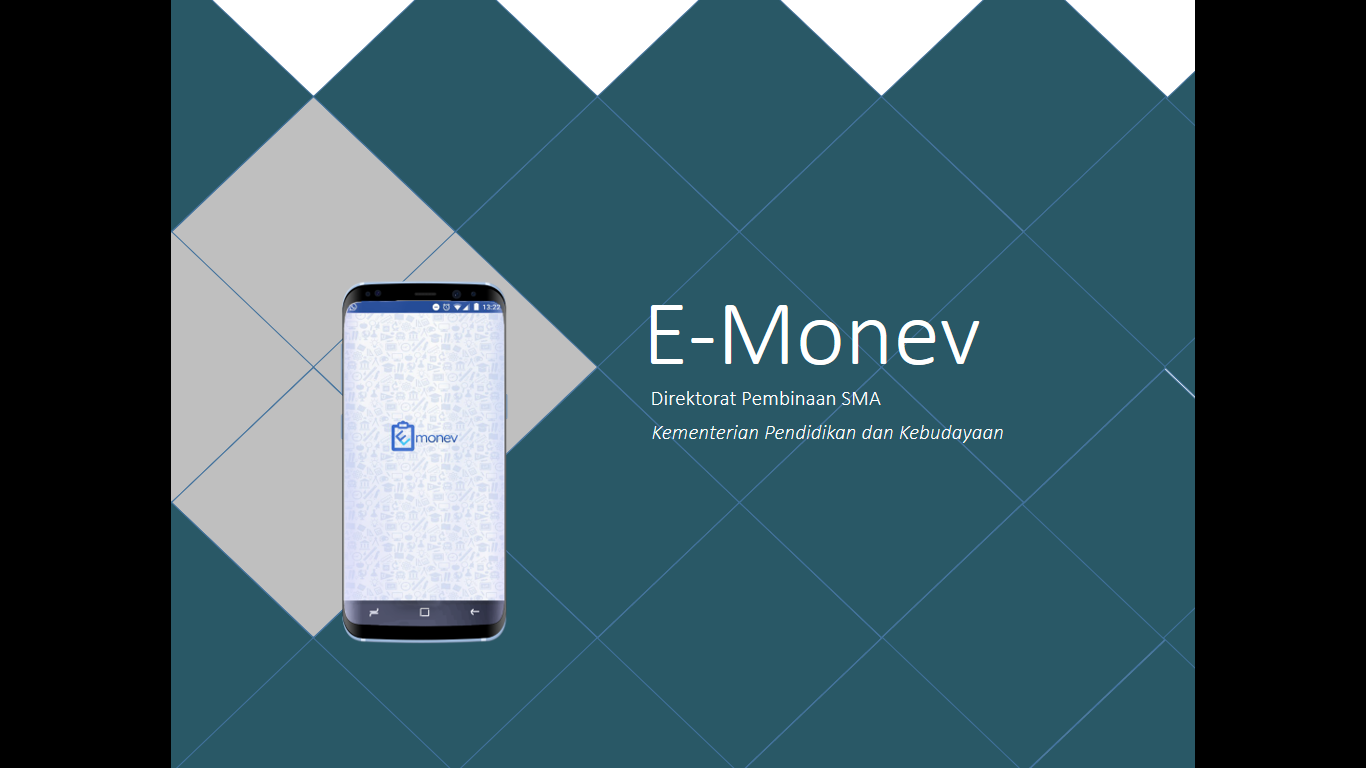 E-Monev
Direktorat Pembinaan SMA
Kementerian Pendidikan dan Kebudayaan
13:22
E monev